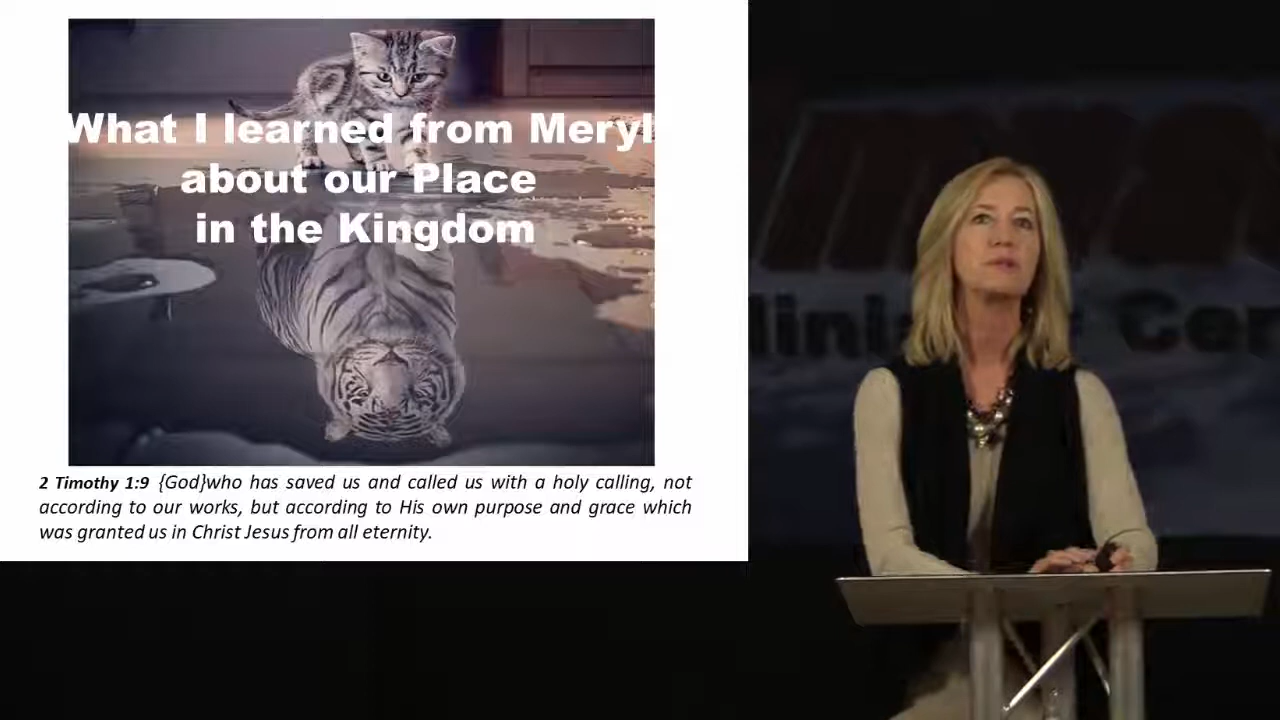 What I learned from Meryl
about our Place
in the Kingdom
2 Timothy 1:9 {God}who has saved us and called us with a holy calling, not
according to our works, but according to His own purpose and grace which
was granted us in Christ Jesus from all eternity.